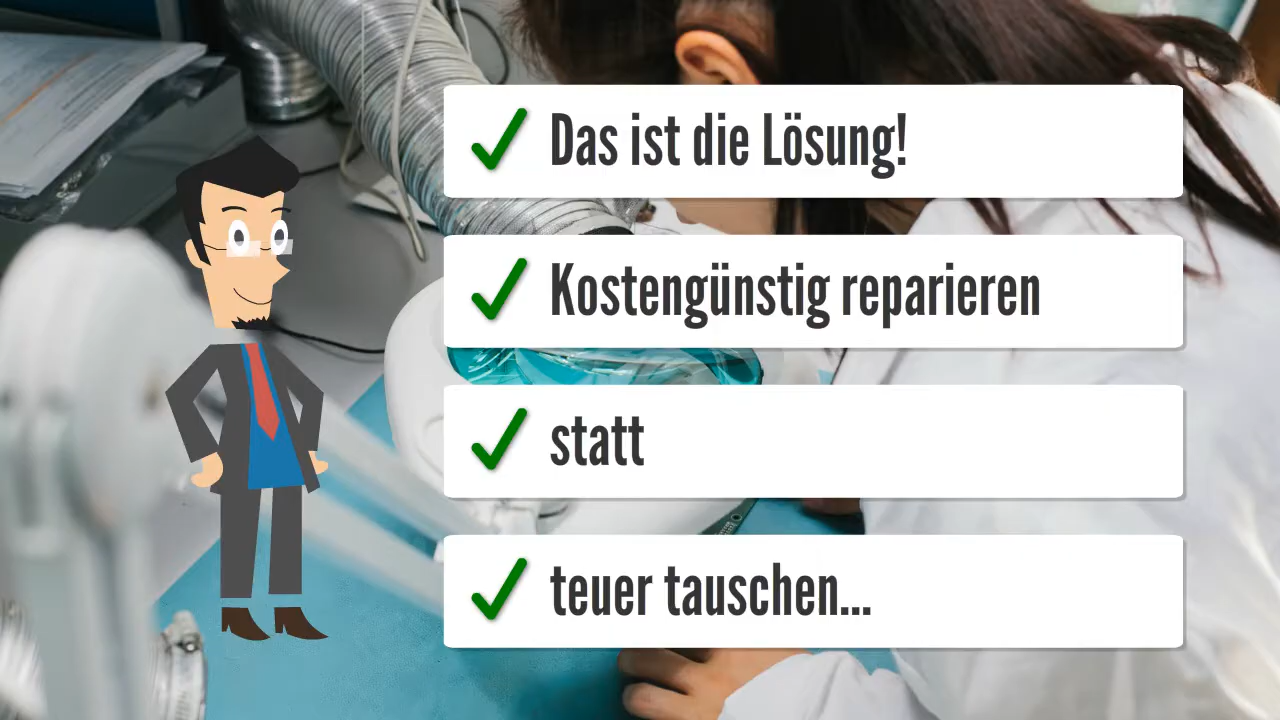 Das ist die Lösung!
Kostengünstig reparieren
statt
teuer tauschen...